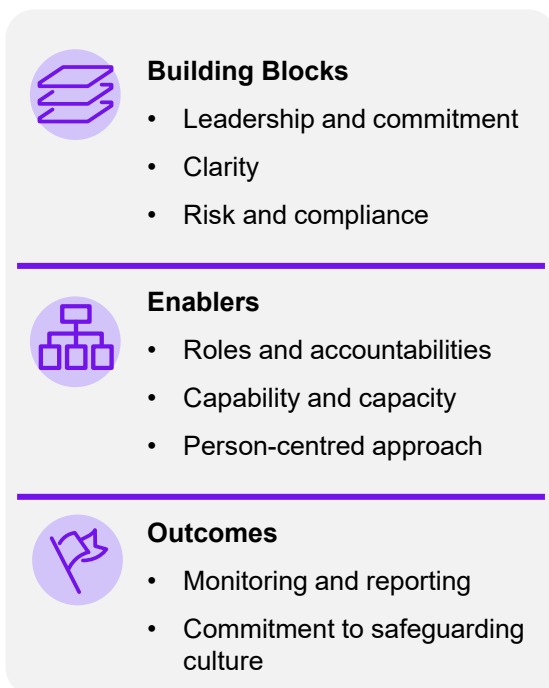 Building Blocks
• Leadership and commitment
• Clarity
• Risk and compliance
Enablers
• Roles and accountabilities
• Capability and capacity
• Person-centred approach
Outcomes
• Monitoring and reporting
• Commitment to safeguarding
culture